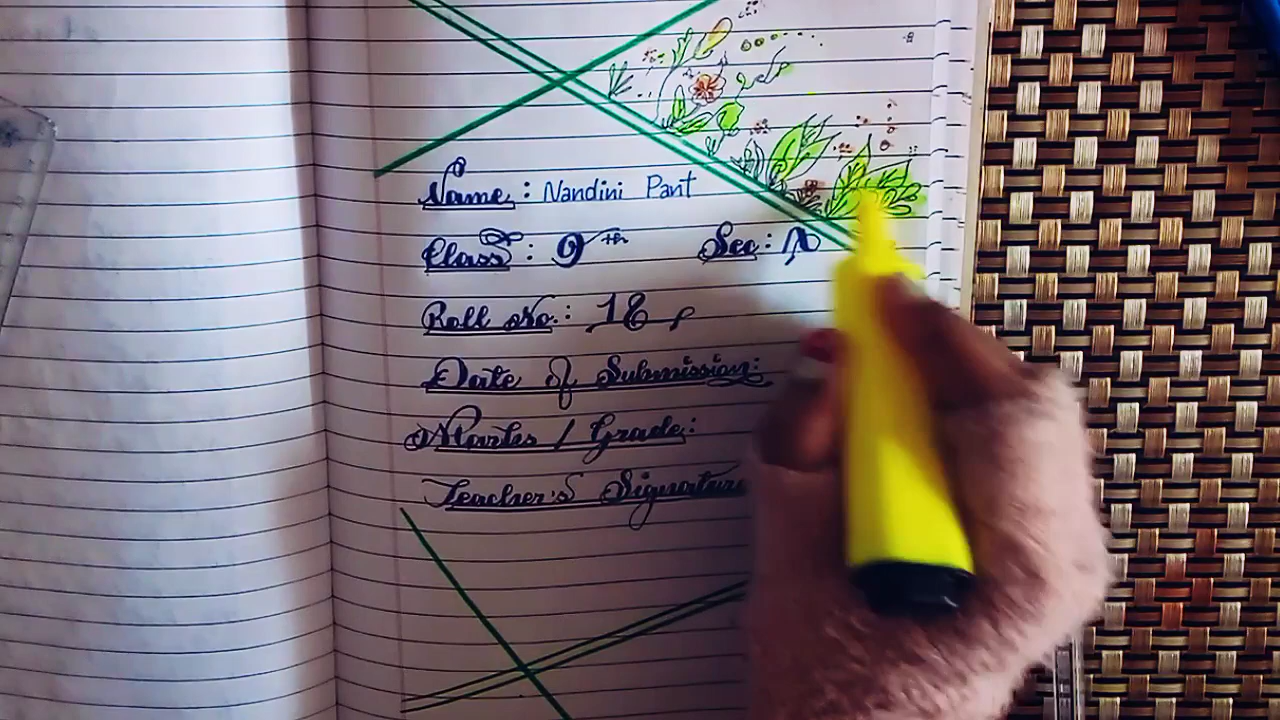 Name : Nandini Pant
Class : 9th Sec : A
Roll No. : 18
Date of Submission:
Marks / Grade:
Teacher's Signature